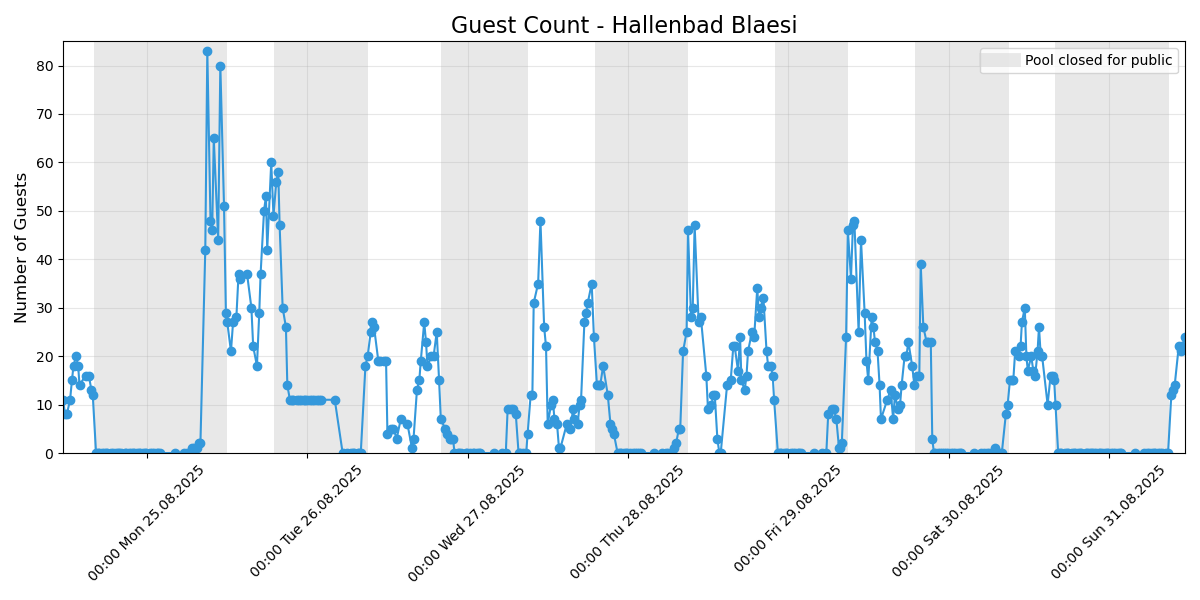 Guest Count - Hallenbad Blaesi
Pool closed for public
Number of Guests
80
70
60
50
40
30
20
10
0
00:00 Mon 25.08.2025
00:00 Tue 26.08.2025
00:00 Wed 27.08.2025
00:00 Thu 28.08.2025
00:00 Fri 29.08.2025
00:00 Sat 30.08.2025
00:00 Sun 31.08.2025